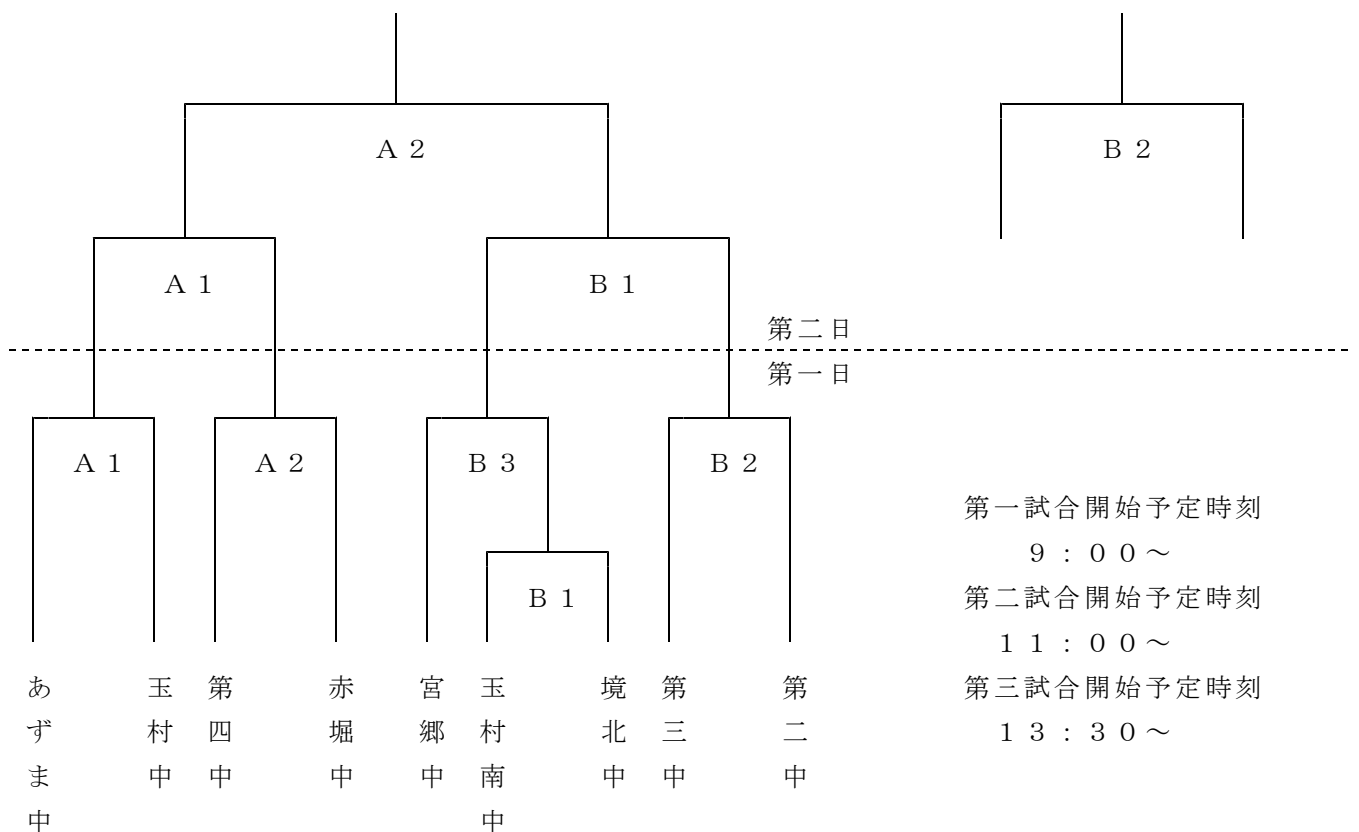 A 2
B 2
A 1
B 1
第二日
第一日
A 1
A 2
B 3
B 2
B 1
第一試合開始予定時刻
9：00～
第二試合開始予定時刻
11：00～
第三試合開始予定時刻
13：30～
あずま中
玉村中
第四中
赤堀中
宮郷中
玉村南中
境北中
第三中
第二中